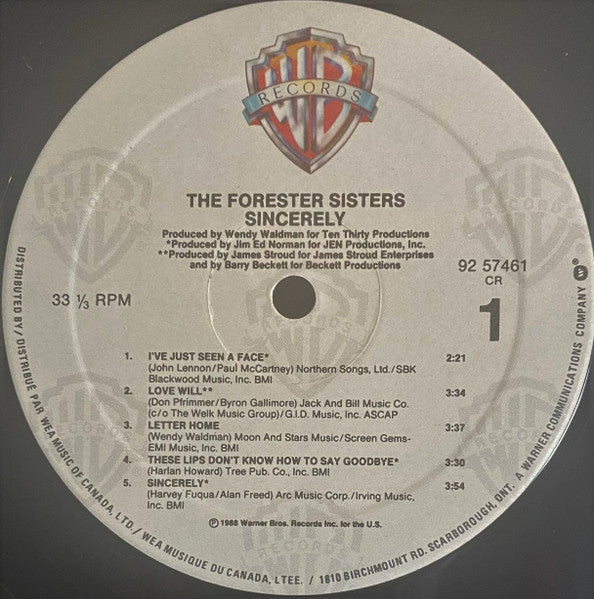 WB
RECORDS
THE FORESTER SISTERS
SINCERELY
Produced by Wendy Waldman for Ten Thirty Productions
*Produced by Jim Ed Norman for JEN Productions, Inc.
**Produced by James Stroud for James Stroud Enterprises
and by Barry Beckett for Beckett Productions
92 57461
CR
33 ⅓ RPM
1
1. I'VE JUST SEEN A FACE* 2:21
(John Lennon/Paul McCartney) Northern Songs, Ltd./SBK
Blackwood Music, Inc. BMI
2. LOVE WILL** 3:34
(Don Pfrimmer/Byron Gallimore) Jack And Bill Music Co.
(c/o The Welk Music Group)/G.I.D. Music, Inc. ASCAP
3. LETTER HOME 3:37
(Wendy Waldman) Moon And Stars Music/Screen Gems-
EMI Music, Inc. BMI
4. THESE LIPS DON'T KNOW HOW TO SAY GOODBYE* 3:30
(Harlan Howard) Tree Pub. Co., Inc. BMI
5. SINCERELY* 3:54
(Harvey Fuqua/Alan Freed) Arc Music Corp./Irving Music,
Inc. BMI
℗ 1988 Warner Bros. Records Inc. for the U.S.
DISTRIBUTED BY/DISTRIBUÉ PAR WEA MUSIC OF CANADA, LTD./WEA MUSIQUE DU CANADA, LTEE. / 1810 BIRCHMOUNT RD. SCARBOROUGH, ONT. A WARNER COMMUNICATIONS COMPANY W ®